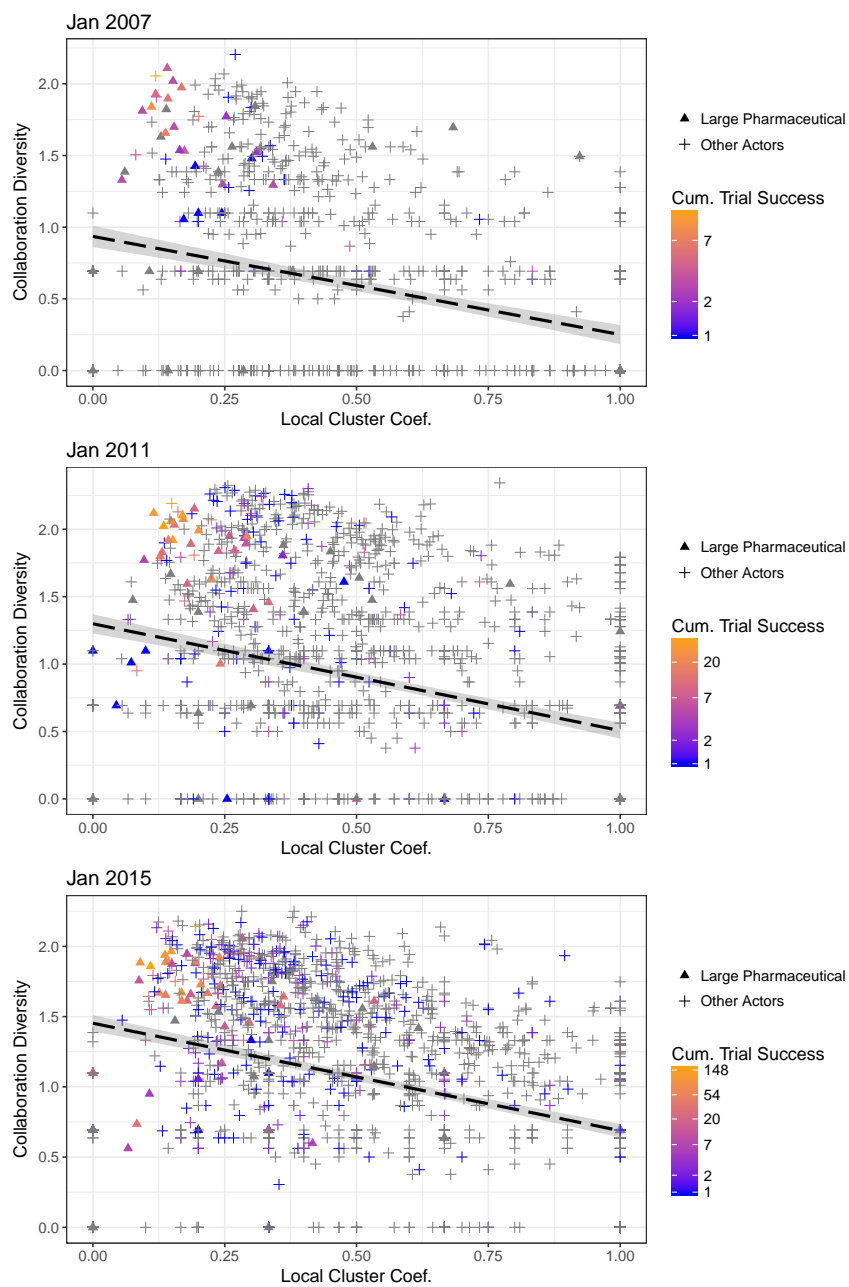 Jan 2007
2.0
1.5
1.0
0.5
0.0
Collaboration Diversity
0.00 0.25 0.50 0.75 1.00
Local Cluster Coef.
Large Pharmaceutical
Other Actors
Cum. Trial Success
7
2
1
Jan 2011
2.0
1.5
1.0
0.5
0.0
Collaboration Diversity
0.00 0.25 0.50 0.75 1.00
Local Cluster Coef.
Large Pharmaceutical
Other Actors
Cum. Trial Success
20
7
2
1
Jan 2015
2.0
1.5
1.0
0.5
0.0
Collaboration Diversity
0.00 0.25 0.50 0.75 1.00
Local Cluster Coef.
Large Pharmaceutical
Other Actors
Cum. Trial Success
148
54
20
7
2
1